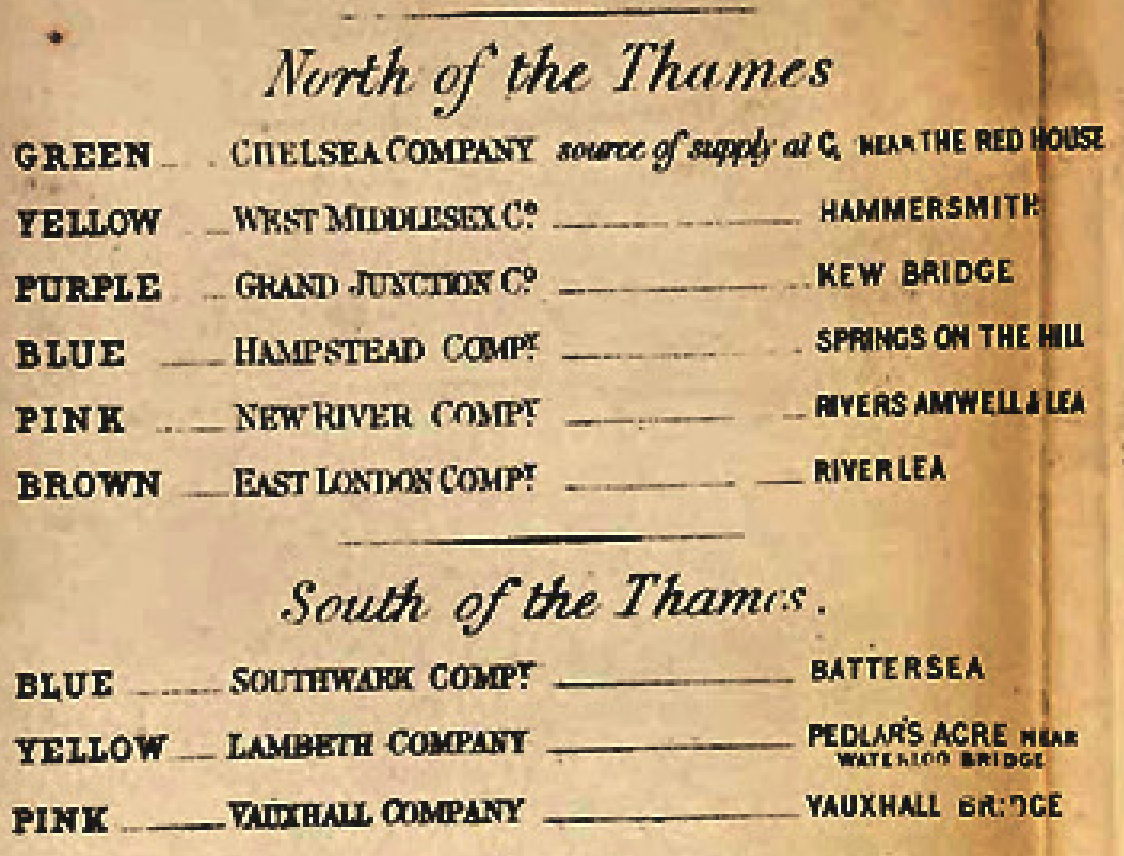 North of the Thames
GREEN CHELSEA COMPANY source of supply at C, NEAR THE RED HOUSE
YELLOW WEST MIDDLESEX Cº HAMMERSMITH
PURPLE GRAND JUNCTION Cº KEW BRIDGE
BLUE HAMPSTEAD COMPY SPRINGS ON THE HILL
PINK NEW RIVER COMPY RIVERS AMWELL & LEA
BROWN EAST LONDON COMPY RIVER LEA
South of the Thames.
BLUE SOUTHWARK COMPY BATTERSEA
YELLOW LAMBETH COMPANY PEDLAR'S ACRE NEAR
WATERLOO BRIDGE
PINK VAUXHALL COMPANY VAUXHALL BRIDGE